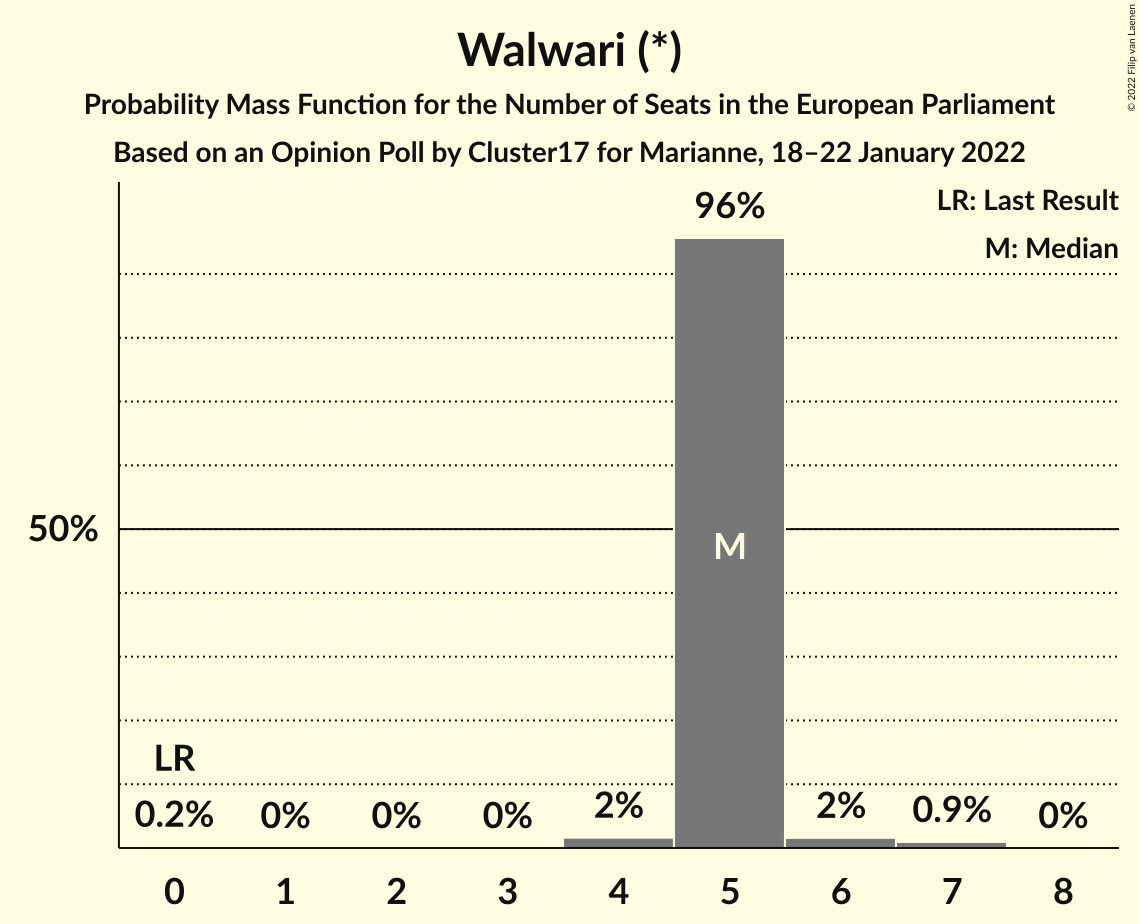 Walwari (*)
Probability Mass Function for the Number of Seats in the European Parliament
Based on an Opinion Poll by Cluster17 for Marianne, 18–22 January 2022
© 2022 Filip van Laenen
LR: Last Result
M: Median
96%
50%
M
LR
0.2% 0% 0% 0% 2% 2% 0.9% 0%
0 1 2 3 4 5 6 7 8